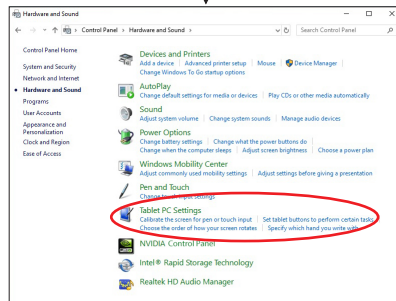 Hardware and Sound
Control Panel > Hardware and Sound >
Search Control Panel
Control Panel Home
System and Security
Network and Internet
Hardware and Sound
Programs
User Accounts
Appearance and
Personalization
Clock and Region
Ease of Access
Devices and Printers
Add a device | Advanced printer setup | Mouse | Device Manager |
Change Windows To Go startup options
AutoPlay
Change default settings for media or devices | Play CDs or other media automatically
Sound
Adjust system volume | Change system sounds | Manage audio devices
Power Options
Change battery settings | Change what the power buttons do |
Change when the computer sleeps | Adjust screen brightness | Choose a power plan
Windows Mobility Center
Adjust commonly used mobility settings | Adjust settings before giving a presentation
Pen and Touch
Change touch input settings
Tablet PC Settings
Calibrate the screen for pen or touch input | Set tablet buttons to perform certain tasks
Choose the order of how your screen rotates | Specify which hand you write with
NVIDIA Control Panel
Intel® Rapid Storage Technology
Realtek HD Audio Manager